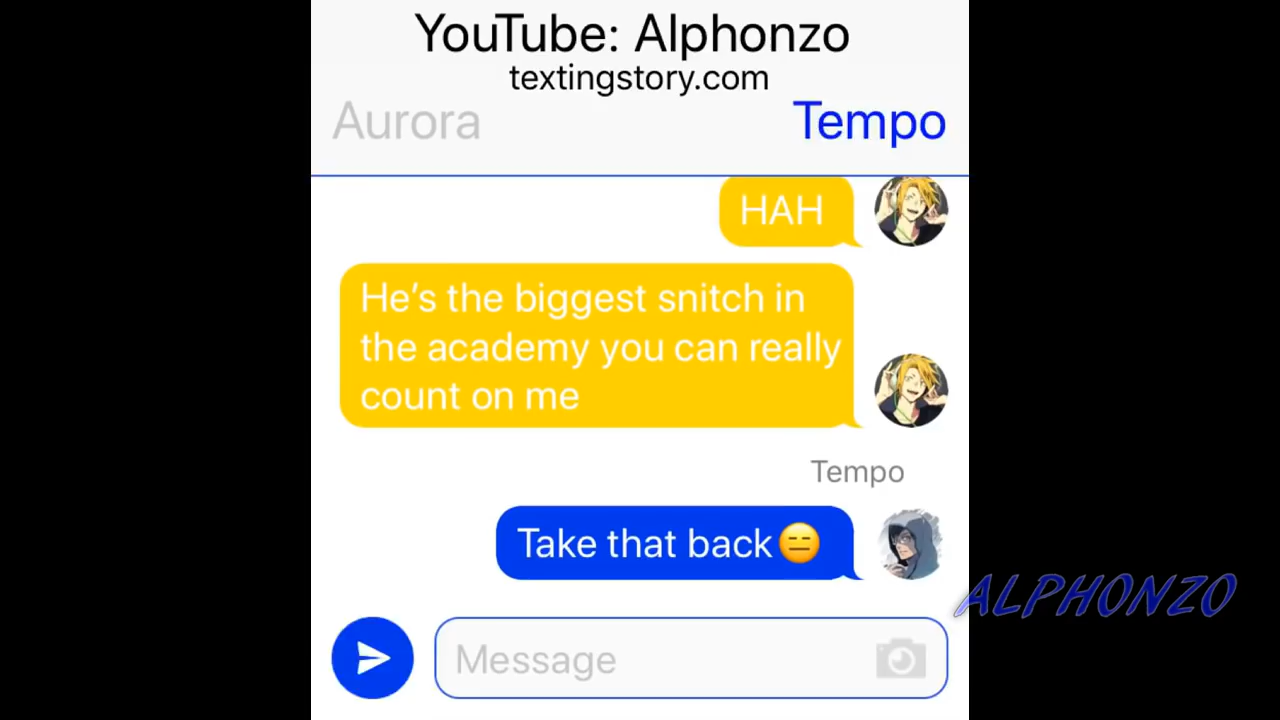 YouTube: Alphonzo
textingstory.com
Aurora
Tempo
HAH
He’s the biggest snitch in
the academy you can really
count on me
Tempo
Take that back😑
ALPHONZO
Message